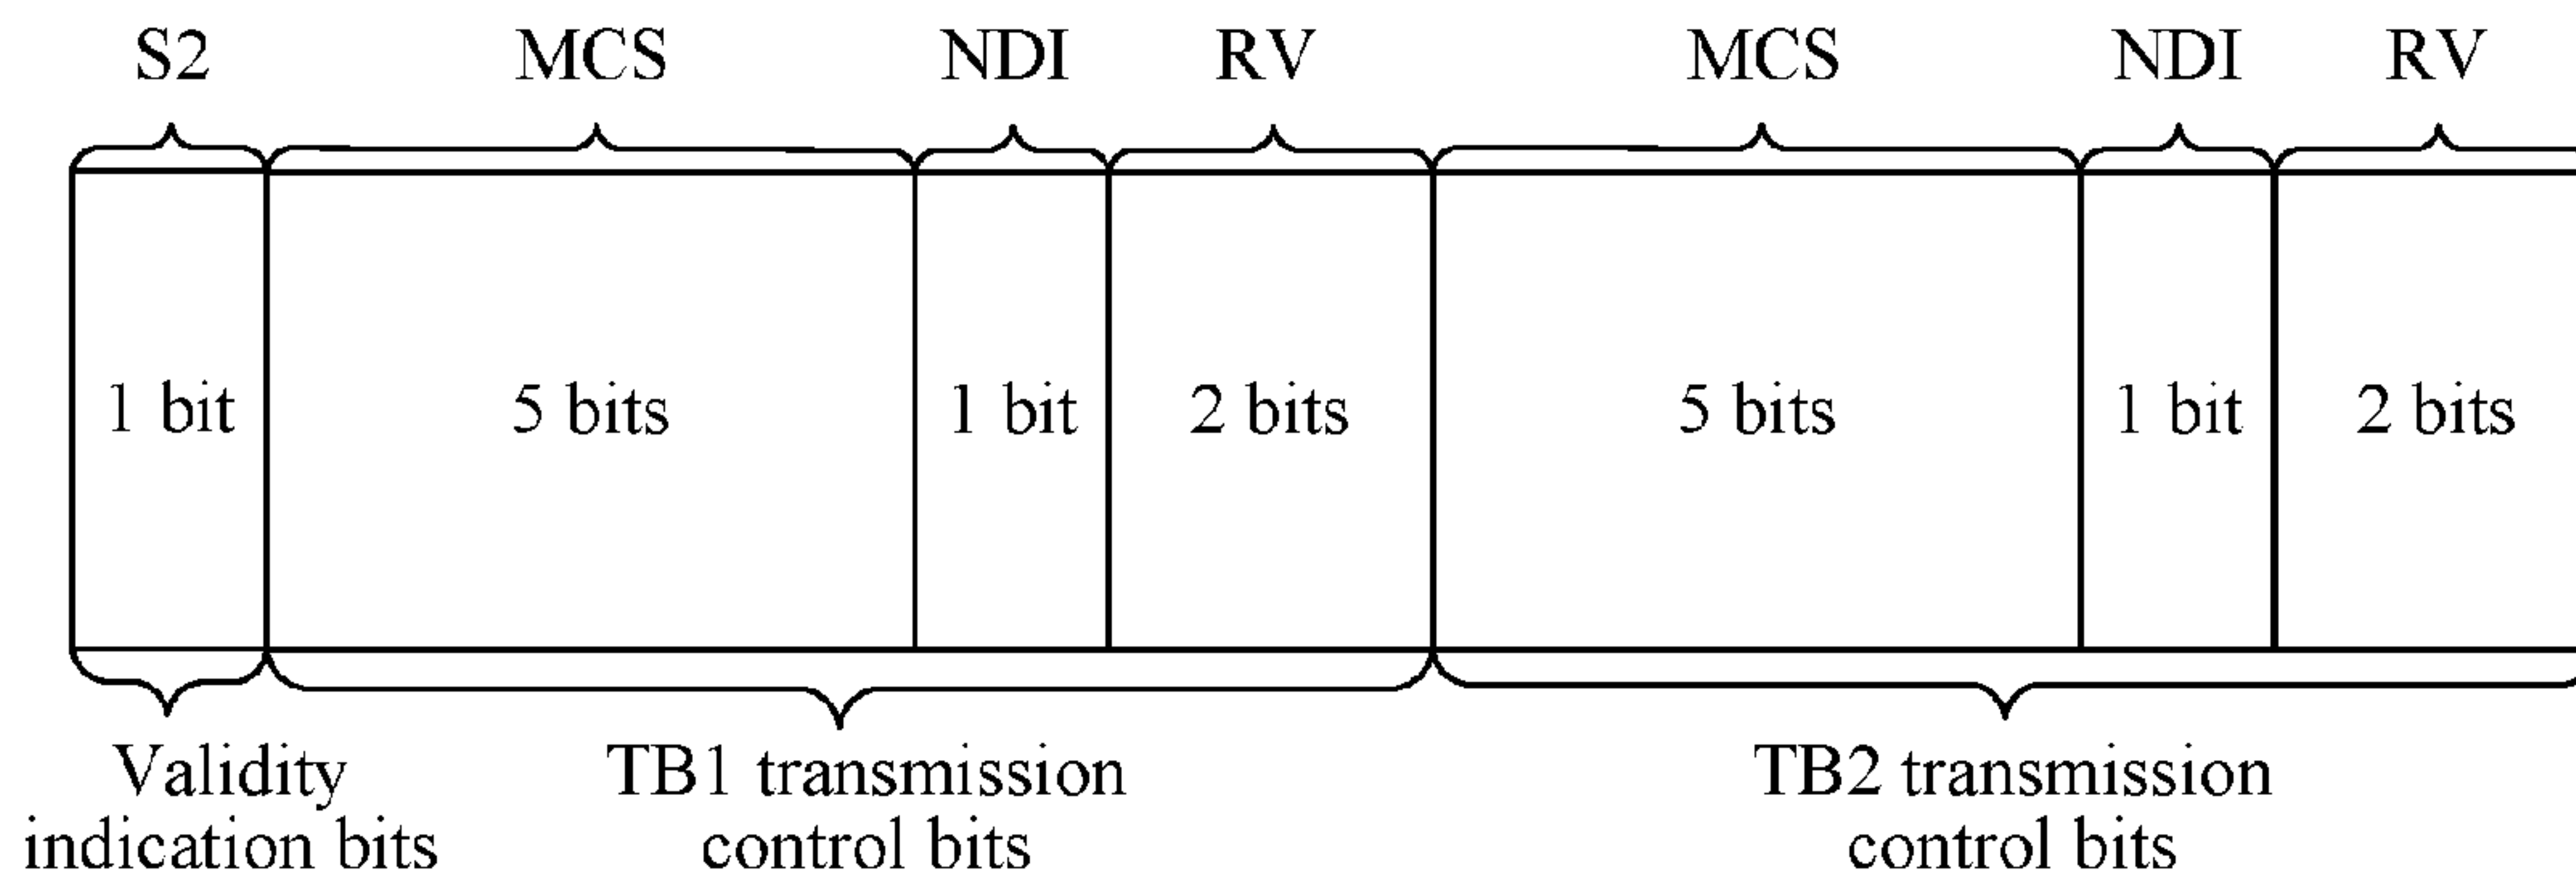 S2 MCS NDI RV MCS NDI RV
1 bit 5 bits 1 bit 2 bits 5 bits 1 bit 2 bits
Validity
indication bits
TB1 transmission
control bits
TB2 transmission
control bits